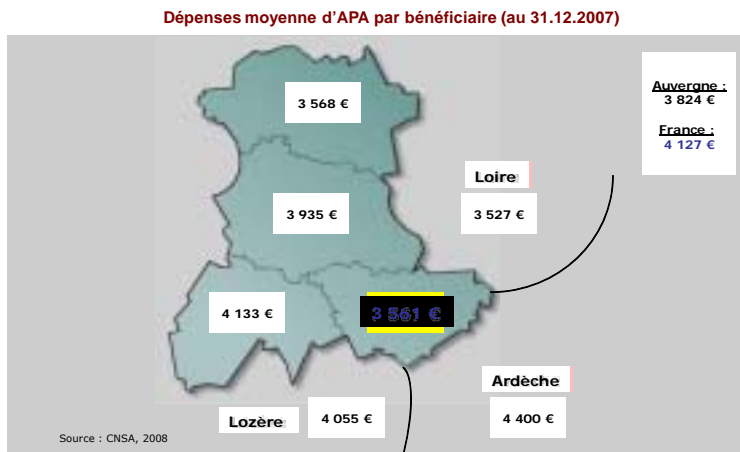 Dépenses moyenne d'APA par bénéficiaire (au 31.12.2007)
Auvergne :
3 824 €
France :
4 127 €
3 568 €
Loire
3 935 €
3 527 €
4 133 €
3 561 €
Ardèche
Lozère
4 055 €
4 400 €
Source : CNSA, 2008